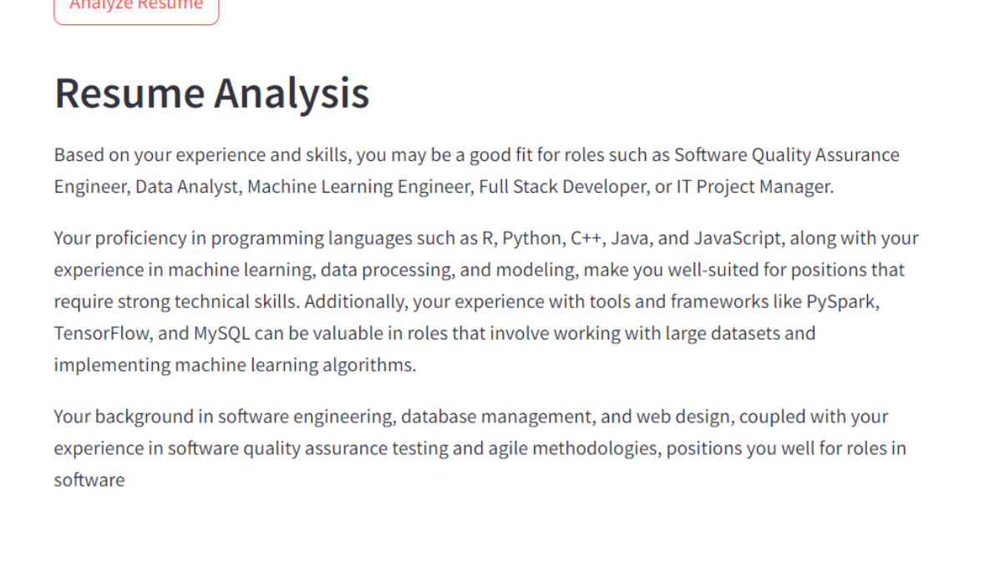 Analyze Resume
Resume Analysis
Based on your experience and skills, you may be a good fit for roles such as Software Quality Assurance
Engineer, Data Analyst, Machine Learning Engineer, Full Stack Developer, or IT Project Manager.
Your proficiency in programming languages such as R, Python, C++, Java, and JavaScript, along with your
experience in machine learning, data processing, and modeling, make you well-suited for positions that
require strong technical skills. Additionally, your experience with tools and frameworks like PySpark,
TensorFlow, and MySQL can be valuable in roles that involve working with large datasets and
implementing machine learning algorithms.
Your background in software engineering, database management, and web design, coupled with your
experience in software quality assurance testing and agile methodologies, positions you well for roles in
software